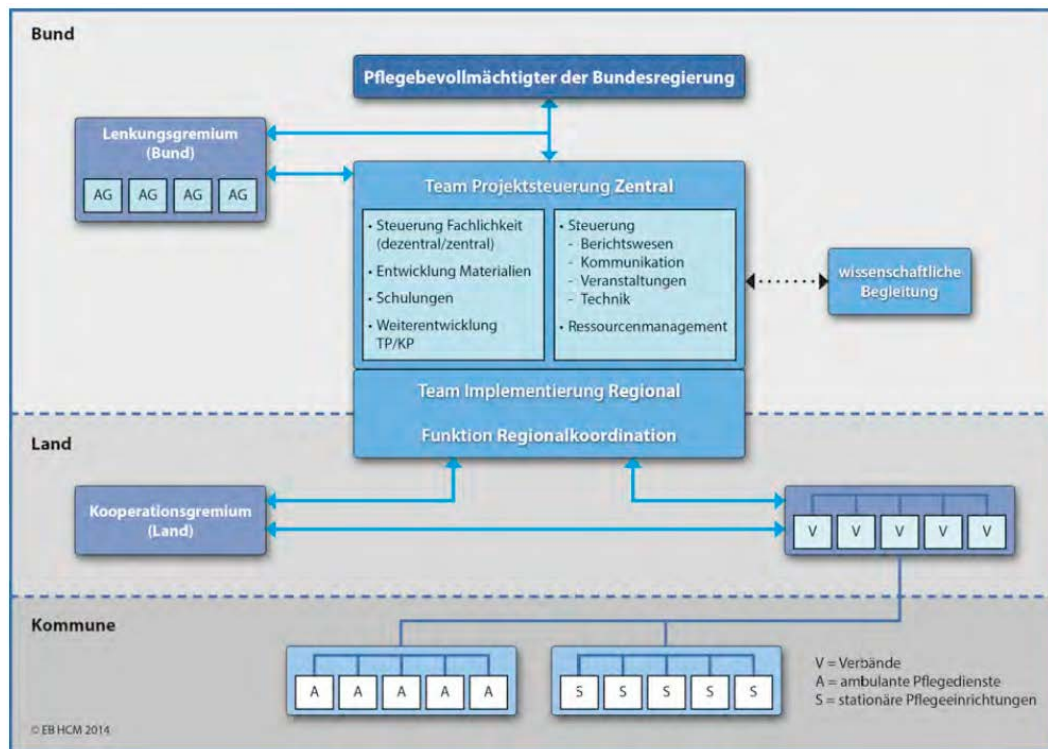 Bund
Pflegebevollmächtigter der Bundesregierung
Lenkungsgremium
(Bund)
AG AG AG AG
Team Projektsteuerung Zentral
• Steuerung Fachlichkeit
(dezentral/zentral)
• Entwicklung Materialien
• Schulungen
• Weiterentwicklung
TP/KP
• Steuerung
- Berichtswesen
- Kommunikation
- Veranstaltungen
- Technik
• Ressourcenmanagement
wissenschaftliche
Begleitung
Team Implementierung Regional
Funktion Regionalkoordination
Land
Kooperationsgremium
(Land)
V V V V V
Kommune
A A A A A
S S S S S
V = Verbände
A = ambulante Pflegedienste
S = stationäre Pflegeeinrichtungen
© EB HCM 2014